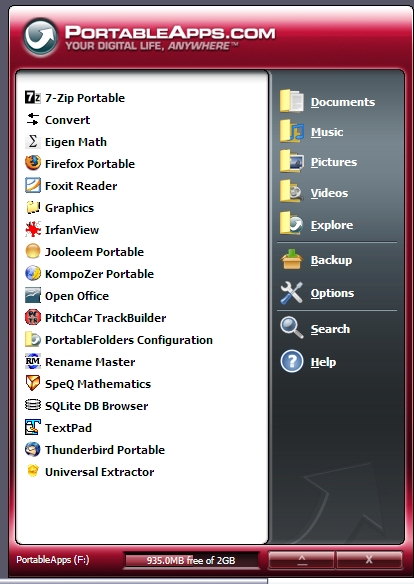 PORTABLEAPPS.COM
YOUR DIGITAL LIFE, ANYWHERE™
7-Zip Portable
Convert
Eigen Math
Firefox Portable
Foxit Reader
Graphics
IrfanView
Jooleem Portable
KompoZer Portable
Open Office
PitchCar TrackBuilder
PortableFolders Configuration
Rename Master
SpeQ Mathematics
SQLite DB Browser
TextPad
Thunderbird Portable
Universal Extractor
Documents
Music
Pictures
Videos
Explore
Backup
Options
Search
Help
PortableApps (F:)
935.0MB free of 2GB
^
X